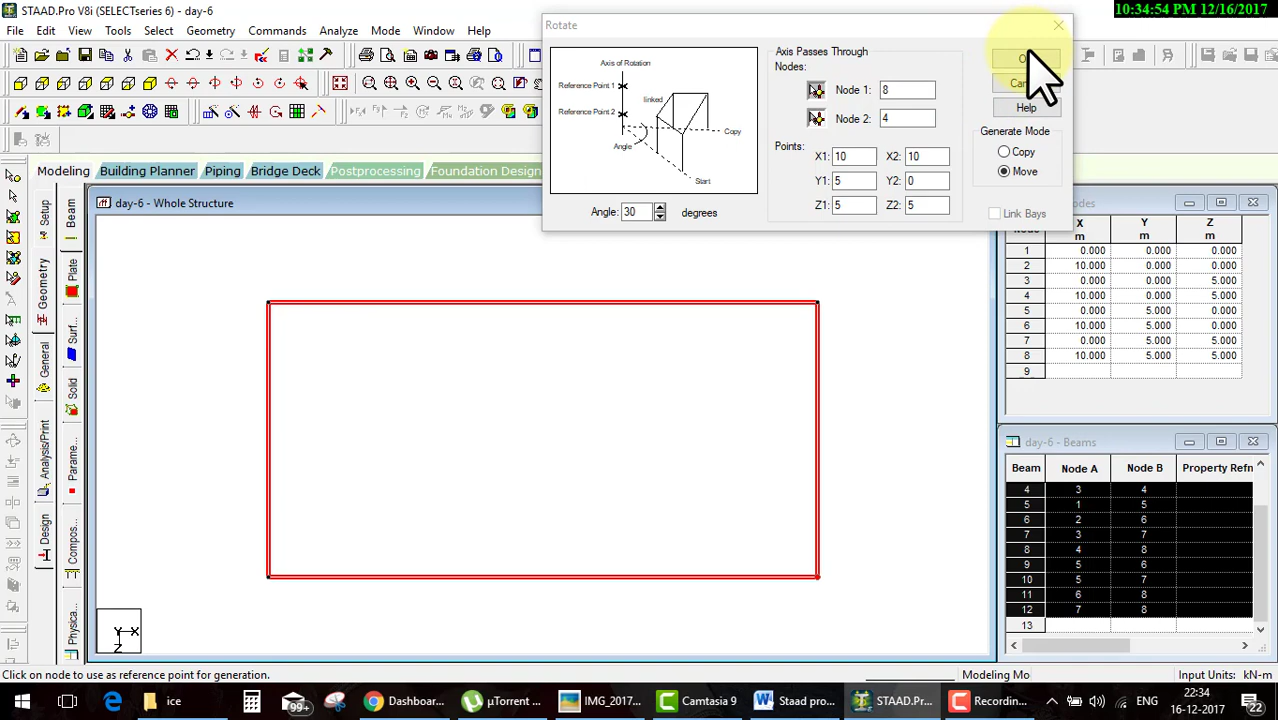 STAAD.Pro V8i (SELECTseries 6) - day-6
10:34:54 PM 12/16/2017
File Edit View Tools Select Geometry Commands Analyze Mode Window Help
Modeling Building Planner Piping Bridge Deck Postprocessing Foundation Design
Rotate
Axis of Rotation
Reference Point 1
linked
Reference Point 2
Copy
Angle
Start
Angle: 30 degrees
Axis Passes Through
Nodes:
Node 1: 8
Node 2: 4
Points:
X1: 10 X2: 10
Y1: 5 Y2: 0
Z1: 5 Z2: 5
Help
Generate Mode
Copy
Move
Link Bays
day-6 - Whole Structure
Setup
Geometry
General
Analysis/Print
Design
Beam
Plate
Surf...
Solid
Parame...
Compos...
Physica...
Y X
Z
X Y Z
m m m
1 0.000 0.000 0.000
2 10.000 0.000 0.000
3 0.000 0.000 5.000
4 10.000 0.000 5.000
5 0.000 5.000 0.000
6 10.000 5.000 0.000
7 0.000 5.000 5.000
8 10.000 5.000 5.000
9
day-6 - Beams
Beam Node A Node B Property Refn
4 3 4
5 1 5
6 2 6
7 3 7
8 4 8
9 5 6
10 5 7
11 6 8
12 7 8
13
Click on node to use as reference point for generation.
Modeling Mo
Input Units: kN-m
ice
99+
Dashboar...
µTorrent ...
IMG_2017...
Camtasia 9
Staad pro...
STAAD.Pr...
Recordin...
ENG
22:34
16-12-2017
22